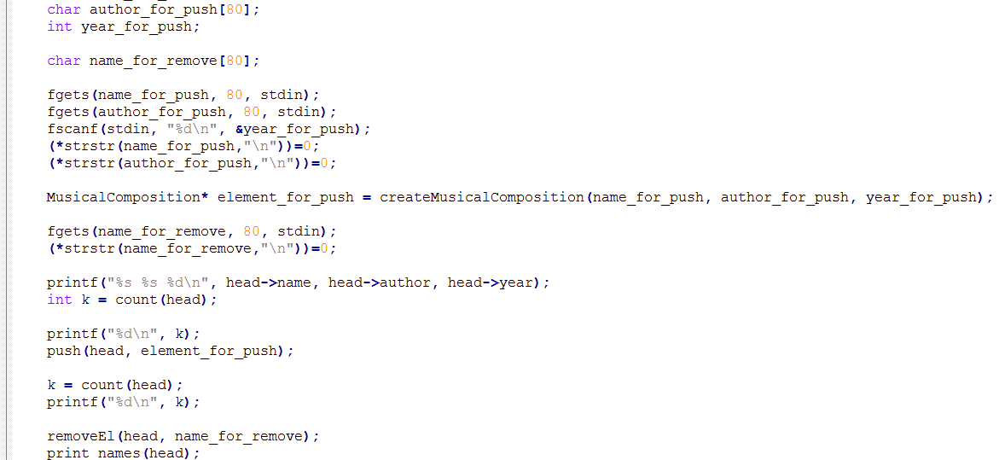 char author_for_push[80];
int year_for_push;
char name_for_remove[80];
fgets(name_for_push, 80, stdin);
fgets(author_for_push, 80, stdin);
fscanf(stdin, "%d\n", &year_for_push);
(*strstr(name_for_push,"\n"))=0;
(*strstr(author_for_push,"\n"))=0;
MusicalComposition* element_for_push = createMusicalComposition(name_for_push, author_for_push, year_for_push);
fgets(name_for_remove, 80, stdin);
(*strstr(name_for_remove,"\n"))=0;
printf("%s %s %d\n", head->name, head->author, head->year);
int k = count(head);
printf("%d\n", k);
push(head, element_for_push);
k = count(head);
printf("%d\n", k);
removeEl(head, name_for_remove);
print_names(head);